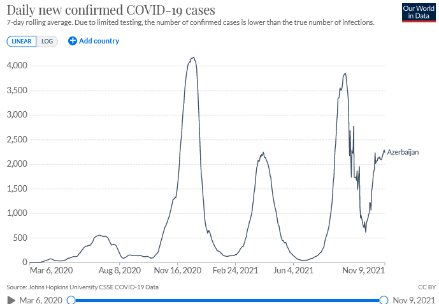 Daily new confirmed COVID-19 cases
7-day rolling average. Due to limited testing, the number of confirmed cases is lower than the true number of infections.
Our World
in Data
LINEAR LOG
Add country
4,000
3,500
3,000
2,500
2,000
1,500
1,000
500
0
Azerbaijan
Mar 6, 2020 Aug 8, 2020 Nov 16, 2020 Feb 24, 2021 Jun 4, 2021 Nov 9, 2021
Source: Johns Hopkins University CSSE COVID-19 Data CC BY
Mar 6, 2020 Nov 9, 2021